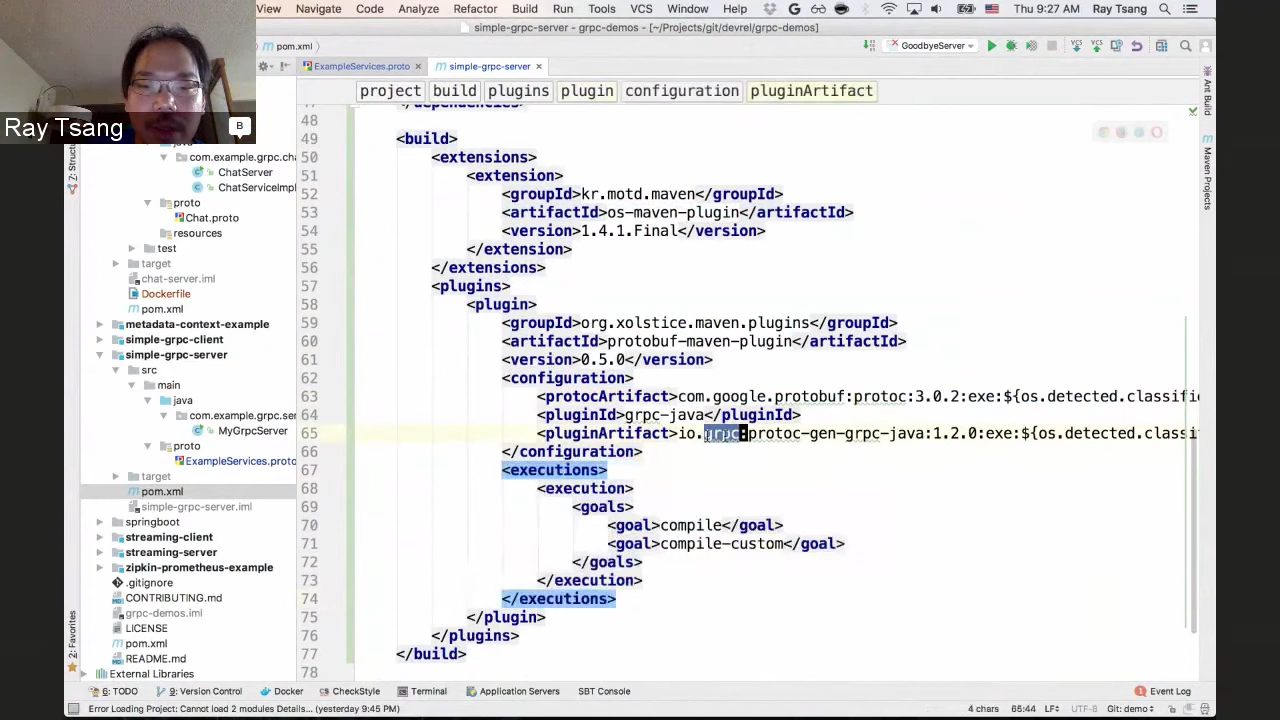 View Navigate Code Analyze Refactor Build Run Tools VCS Window Help
Thu 9:27 AM Ray Tsang
simple-grpc-server - grpc-demos - [~/Projects/git/devrel/grpc-demos]
pom.xml
GoodbyeServer
ExampleServices.proto simple-grpc-server
project build plugins plugin configuration pluginArtifact
Ray Tsang
B
java
com.example.grpc.cha
ChatServer
ChatServiceImpl
proto
Chat.proto
resources
test
target
chat-server.iml
Dockerfile
pom.xml
metadata-context-example
simple-grpc-client
simple-grpc-server
src
main
java
com.example.grpc.ser
MyGrpcServer
proto
ExampleServices.proto
target
pom.xml
simple-grpc-server.iml
springboot
streaming-client
streaming-server
zipkin-prometheus-example
.gitignore
CONTRIBUTING.md
grpc-demos.iml
LICENSE
pom.xml
README.md
External Libraries
47 </dependencies>
48
49 <build>
50 <extensions>
51 <extension>
52 <groupId>kr.motd.maven</groupId>
53 <artifactId>os-maven-plugin</artifactId>
54 <version>1.4.1.Final</version>
55 </extension>
56 </extensions>
57 <plugins>
58 <plugin>
59 <groupId>org.xolstice.maven.plugins</groupId>
60 <artifactId>protobuf-maven-plugin</artifactId>
61 <version>0.5.0</version>
62 <configuration>
63 <protocArtifact>com.google.protobuf:protoc:3.0.2:exe:${os.detected.classifi
64 <pluginId>grpc-java</pluginId>
65 <pluginArtifact>io.grpc:protoc-gen-grpc-java:1.2.0:exe:${os.detected.classi
66 </configuration>
67 <executions>
68 <execution>
69 <goals>
70 <goal>compile</goal>
71 <goal>compile-custom</goal>
72 </goals>
73 </execution>
74 </executions>
75 </plugin>
76 </plugins>
77 </build>
78
Z: Structure
2: Favorites
Ant Build
Maven Projects
6: TODO 9: Version Control Docker CheckStyle Terminal Application Servers SBT Console 1 Event Log
Error Loading Project: Cannot load 2 modules Details... (yesterday 9:45 PM) 4 chars 65:44 LF UTF-8 Git: demo